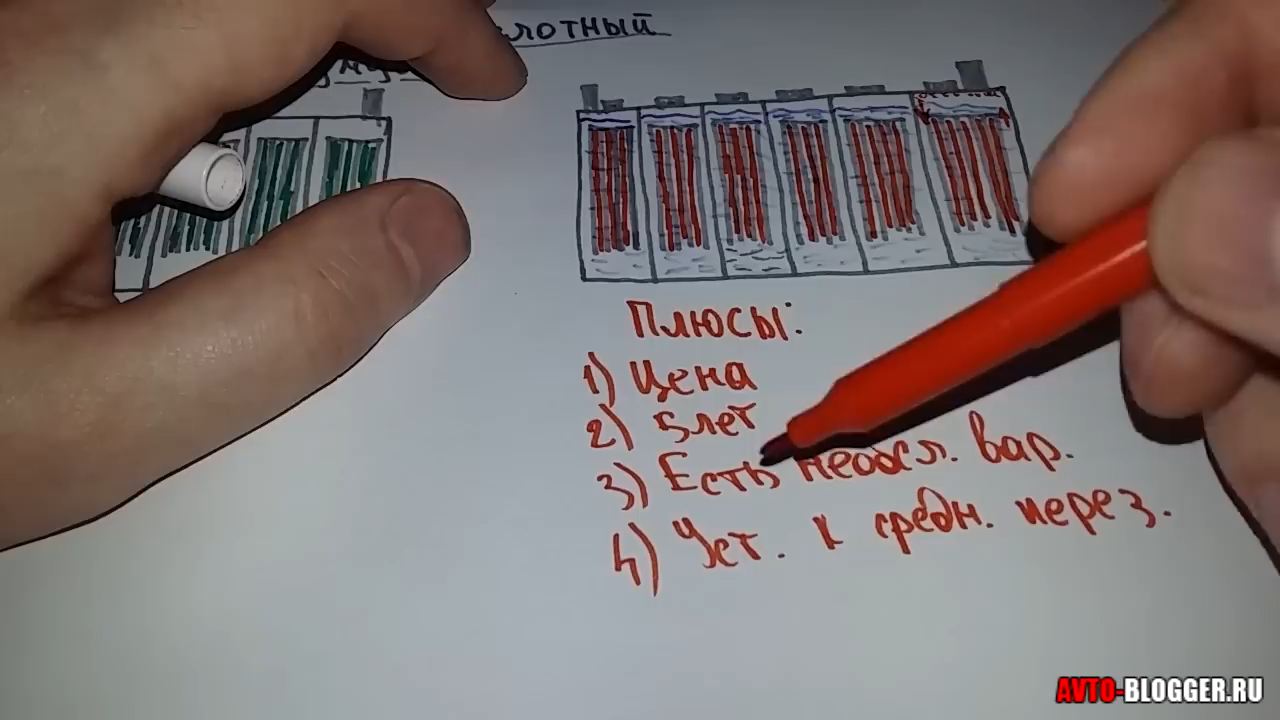 лотный
Плюсы:
1) Цена
2) 5 лет
3) Есть необсл. вар.
4) Уст. к средн. перез.
AVTO-BLOGGER.RU